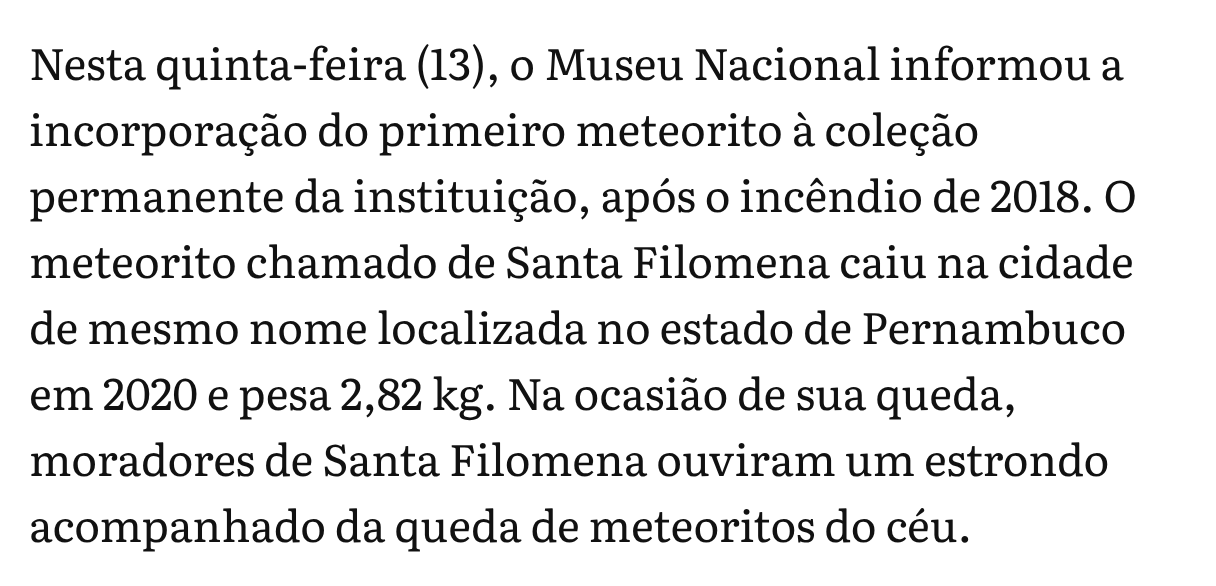 Nesta quinta-feira (13), o Museu Nacional informou a
incorporação do primeiro meteorito à coleção
permanente da instituição, após o incêndio de 2018. O
meteorito chamado de Santa Filomena caiu na cidade
de mesmo nome localizada no estado de Pernambuco
em 2020 e pesa 2,82 kg. Na ocasião de sua queda,
moradores de Santa Filomena ouviram um estrondo
acompanhado da queda de meteoritos do céu.